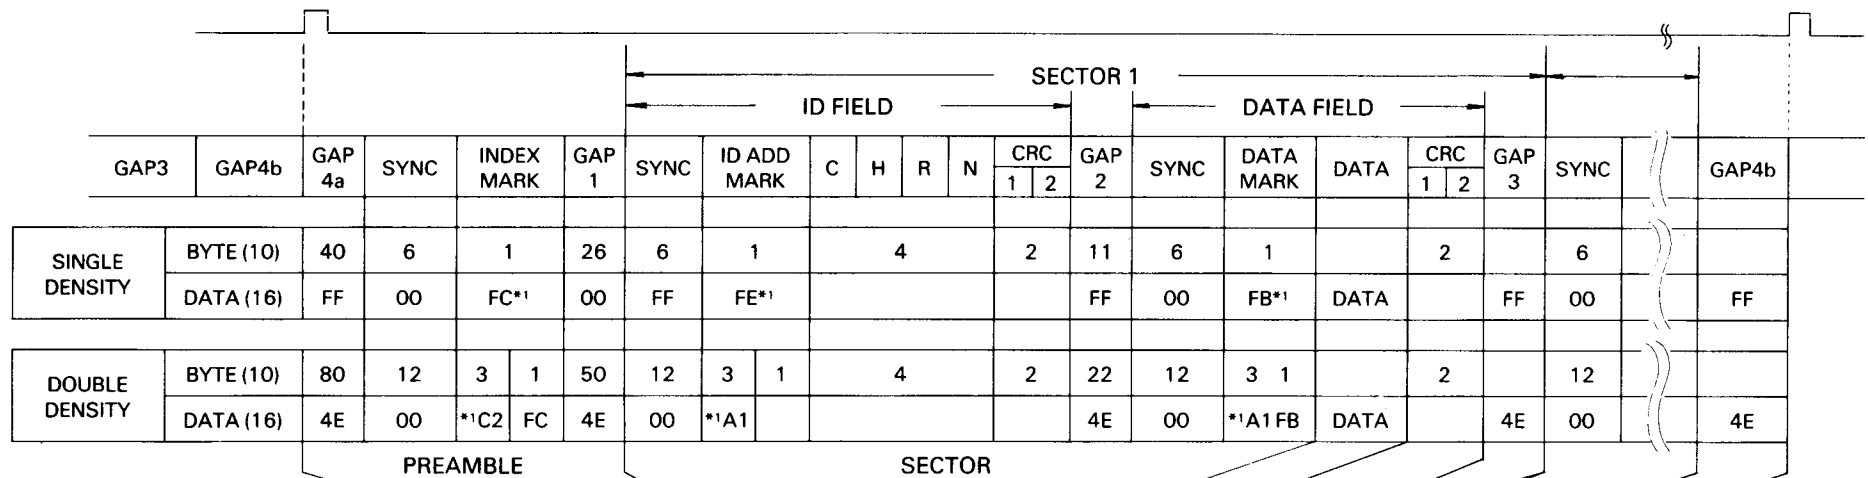 SECTOR 1
ID FIELD DATA FIELD
GAP3 GAP4b GAP 4a SYNC INDEX MARK GAP 1 SYNC ID ADD MARK C H R N CRC 1 2 GAP 2 SYNC DATA MARK DATA CRC 1 2 GAP 3 SYNC GAP4b
SINGLE DENSITY
BYTE (10) 40 6 1 26 6 1 4 2 11 6 1 2 6
DATA (16) FF 00 FC*1 00 FF FE*1 FF 00 FB*1 DATA FF 00 FF
DOUBLE DENSITY
BYTE (10) 80 12 3 1 50 12 3 1 4 2 22 12 3 1 2 12
DATA (16) 4E 00 *1C2 FC 4E 00 *1A1 4E 00 *1A1 FB DATA 4E 00 4E
PREAMBLE SECTOR